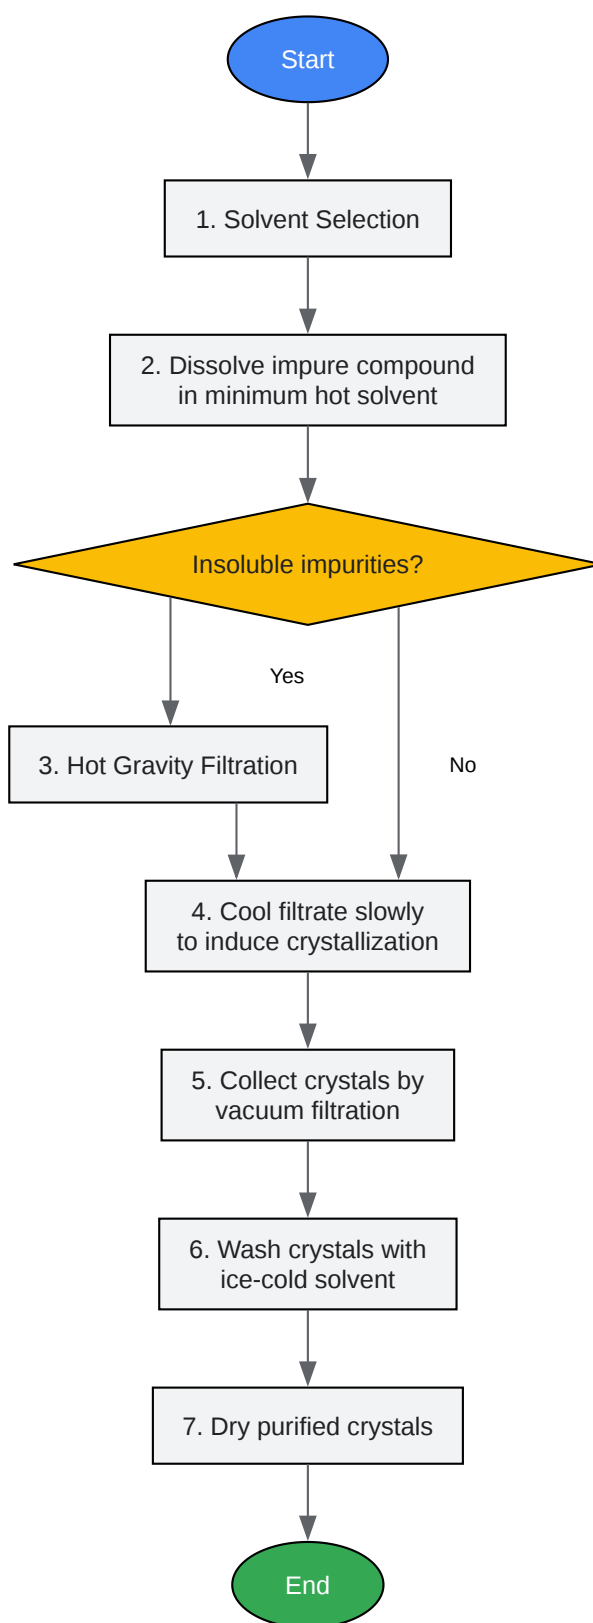 Start
1. Solvent Selection
2. Dissolve impure compound
in minimum hot solvent
Insoluble impurities?
Yes
3. Hot Gravity Filtration
No
4. Cool filtrate slowly
to induce crystallization
5. Collect crystals by
vacuum filtration
6. Wash crystals with
ice-cold solvent
7. Dry purified crystals
End